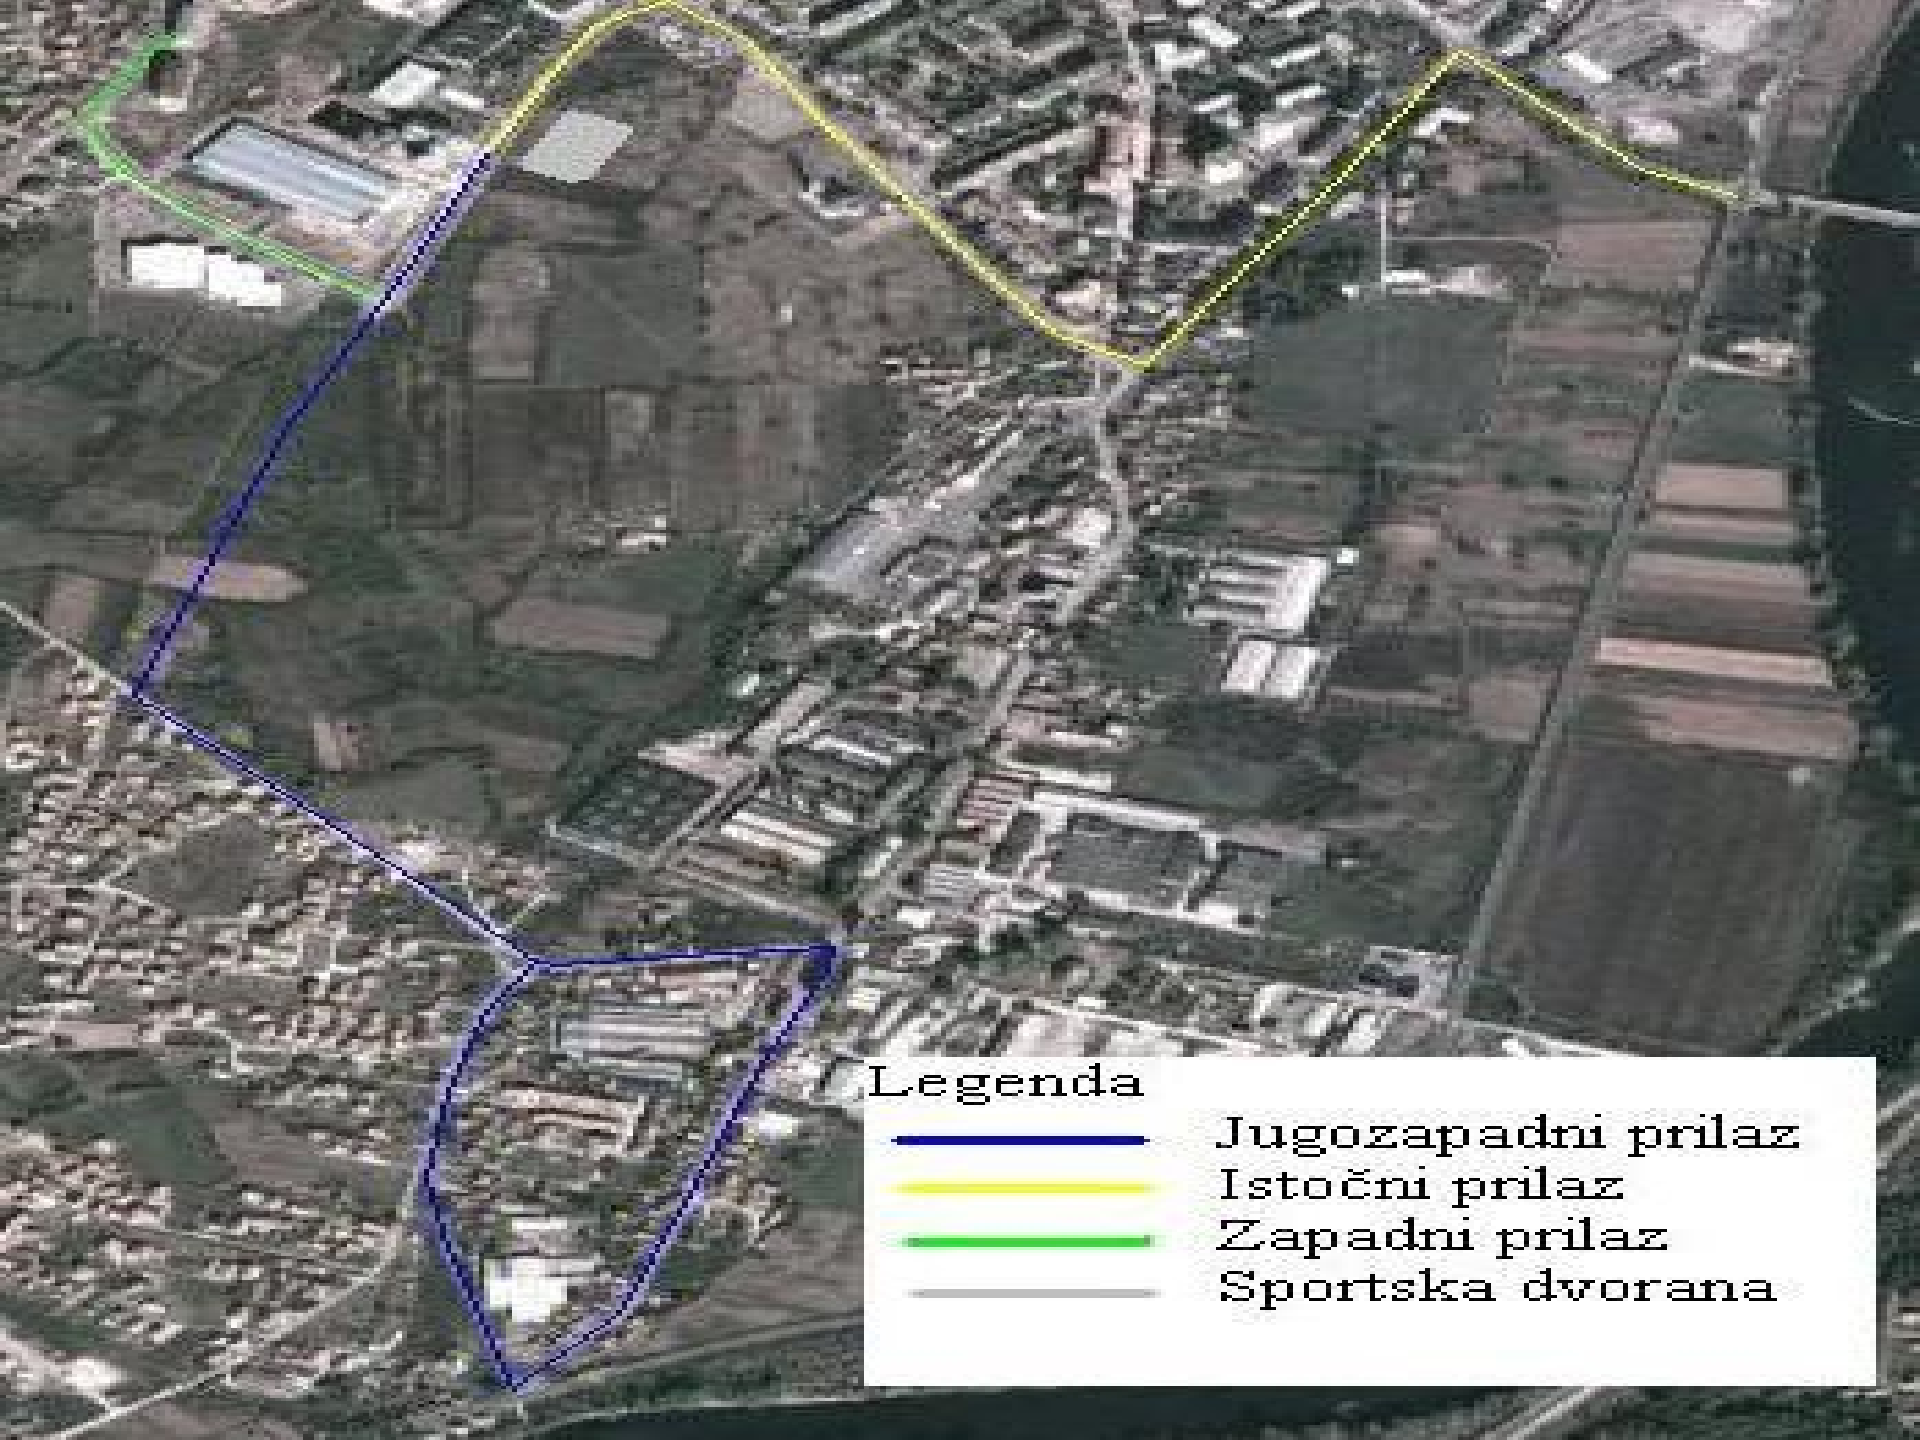 Legenda
Jugozapadni prilaz
Istočni prilaz
Zapadni prilaz
Sportska dvorana